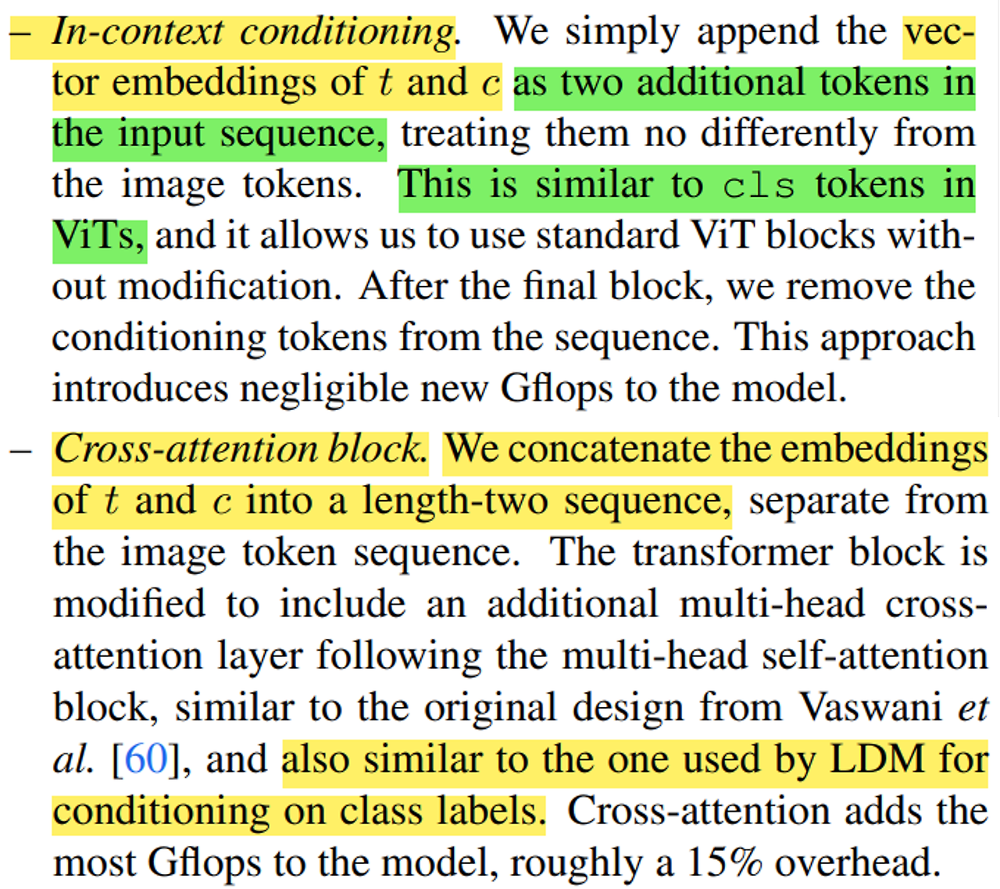 – In-context conditioning. We simply append the vec-
tor embeddings of t and c as two additional tokens in
the input sequence, treating them no differently from
the image tokens. This is similar to cls tokens in
ViTs, and it allows us to use standard ViT blocks with-
out modification. After the final block, we remove the
conditioning tokens from the sequence. This approach
introduces negligible new Gflops to the model.
– Cross-attention block. We concatenate the embeddings
of t and c into a length-two sequence, separate from
the image token sequence. The transformer block is
modified to include an additional multi-head cross-
attention layer following the multi-head self-attention
block, similar to the original design from Vaswani et
al. [60], and also similar to the one used by LDM for
conditioning on class labels. Cross-attention adds the
most Gflops to the model, roughly a 15% overhead.